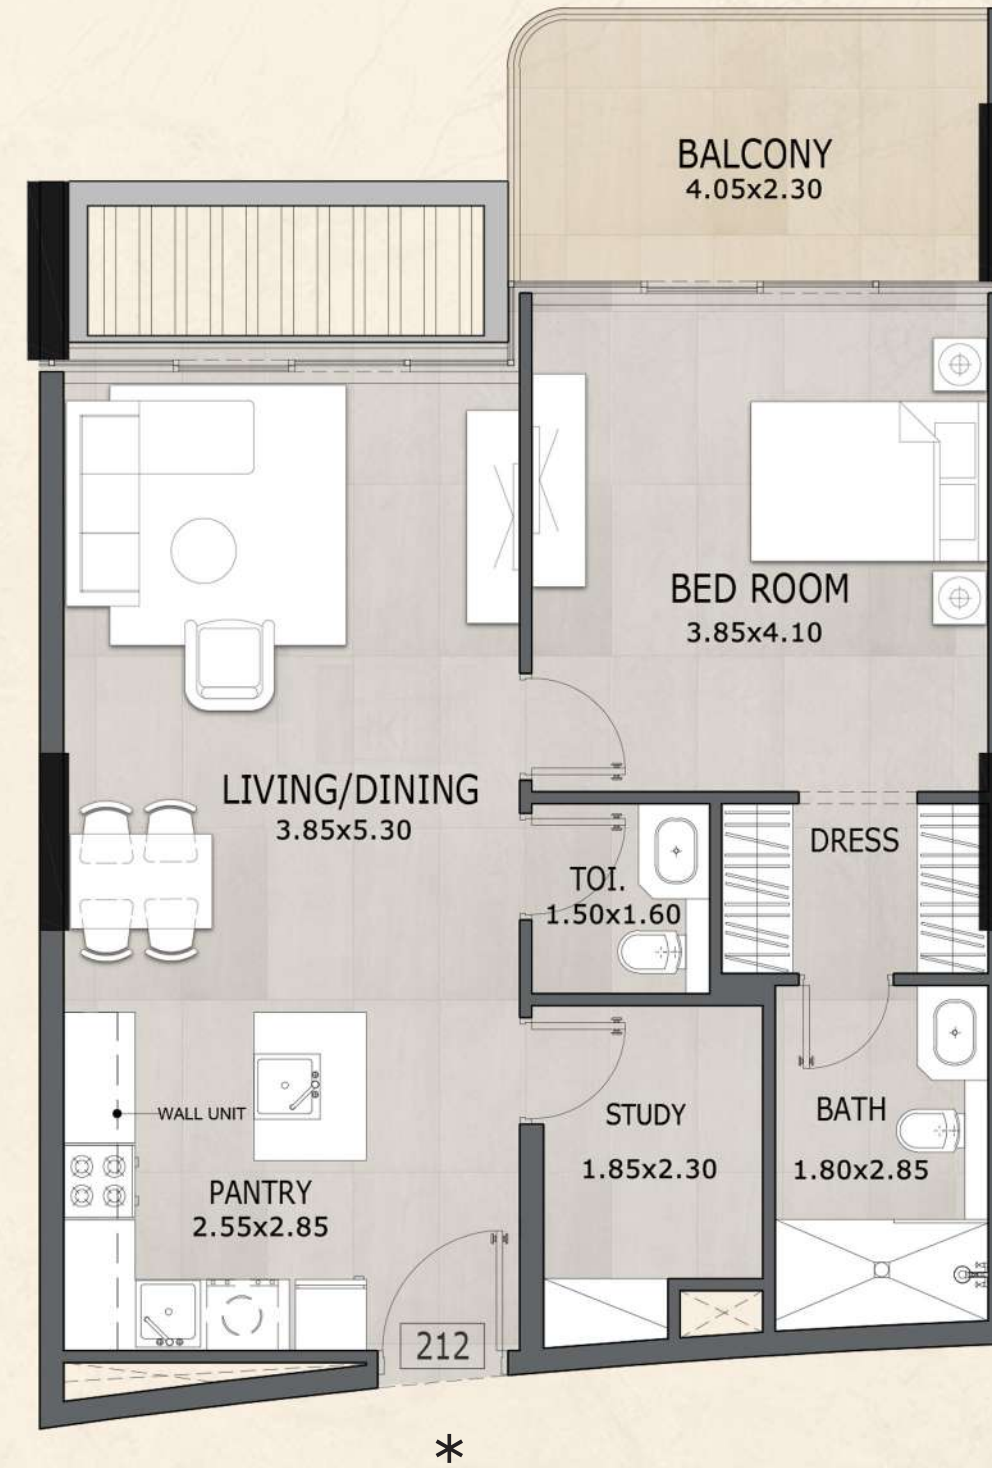 BALCONY
4.05x2.30
BED ROOM
3.85x4.10
LIVING/DINING
3.85x5.30
DRESS
TOI.
1.50x1.60
WALL UNIT
STUDY
1.85x2.30
BATH
1.80x2.85
PANTRY
2.55x2.85
212
*